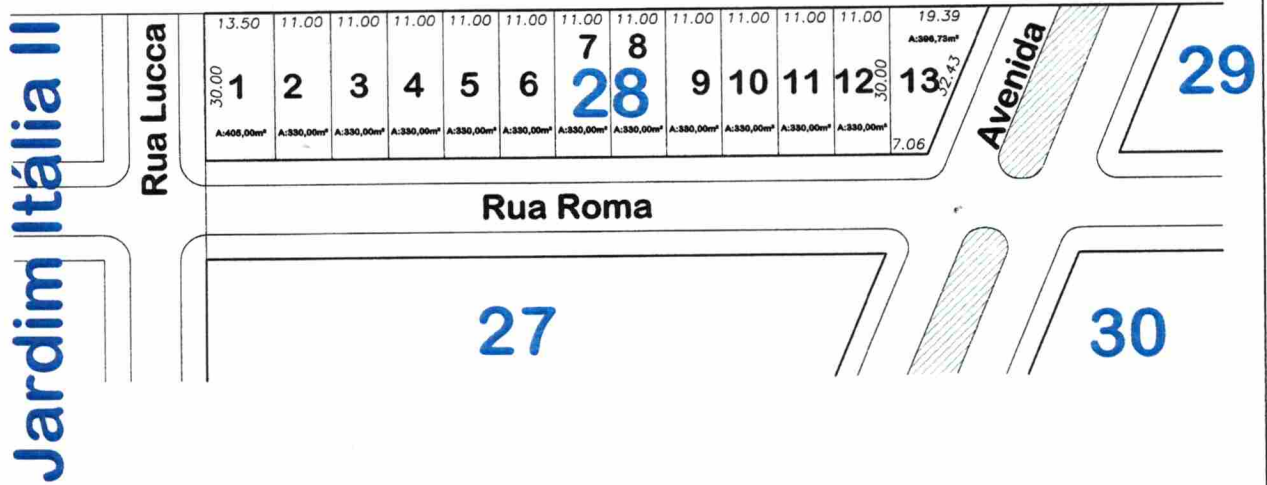 Jardim Itália II
Rua Lucca
13.50 11.00 11.00 11.00 11.00 11.00 11.00 11.00 11.00 11.00 11.00 11.00 19.39
7 8
A:396,73m²
30.00 1 2 3 4 5 6 28 9 10 11 12 30.00 13 32.43
A:405,00m² A:330,00m² A:330,00m² A:330,00m² A:330,00m² A:330,00m² A:330,00m² A:330,00m² A:330,00m² A:330,00m² A:330,00m² A:330,00m²
7.06
Avenida
29
Rua Roma
27
30